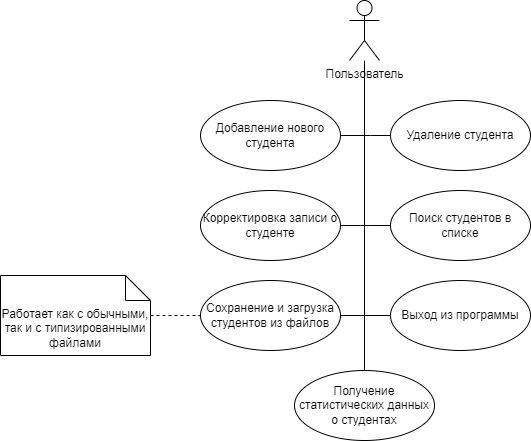 Пользователь
Добавление нового
студента
Удаление студента
Корректировка записи о
студенте
Поиск студентов в
списке
Работает как с обычными,
так и с типизированными
файлами
Сохранение и загрузка
студентов из файлов
Выход из программы
Получение
статистических данных
о студентах